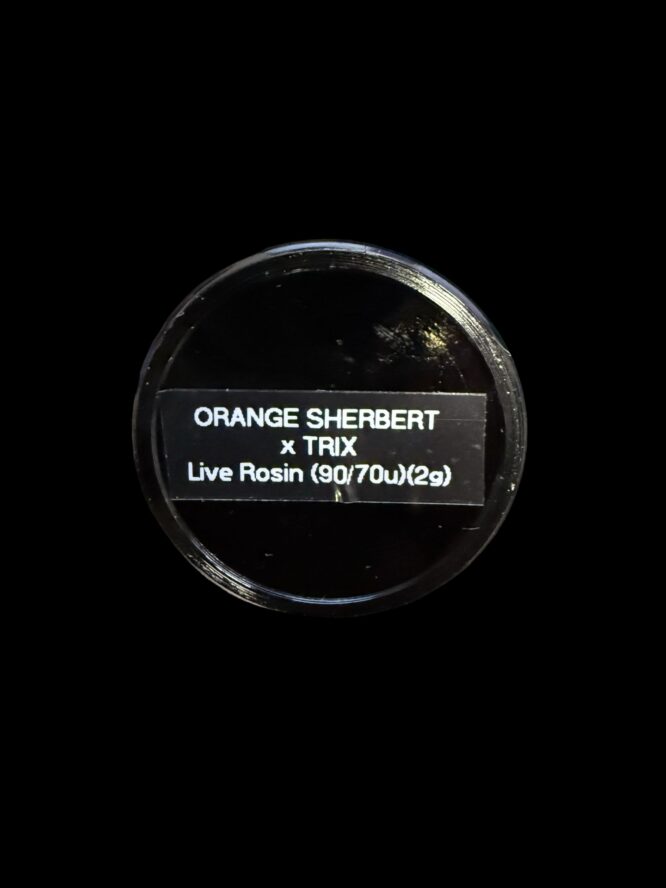 ORANGE SHERBERT
x TRIX
Live Rosin (90/70u)(2g)